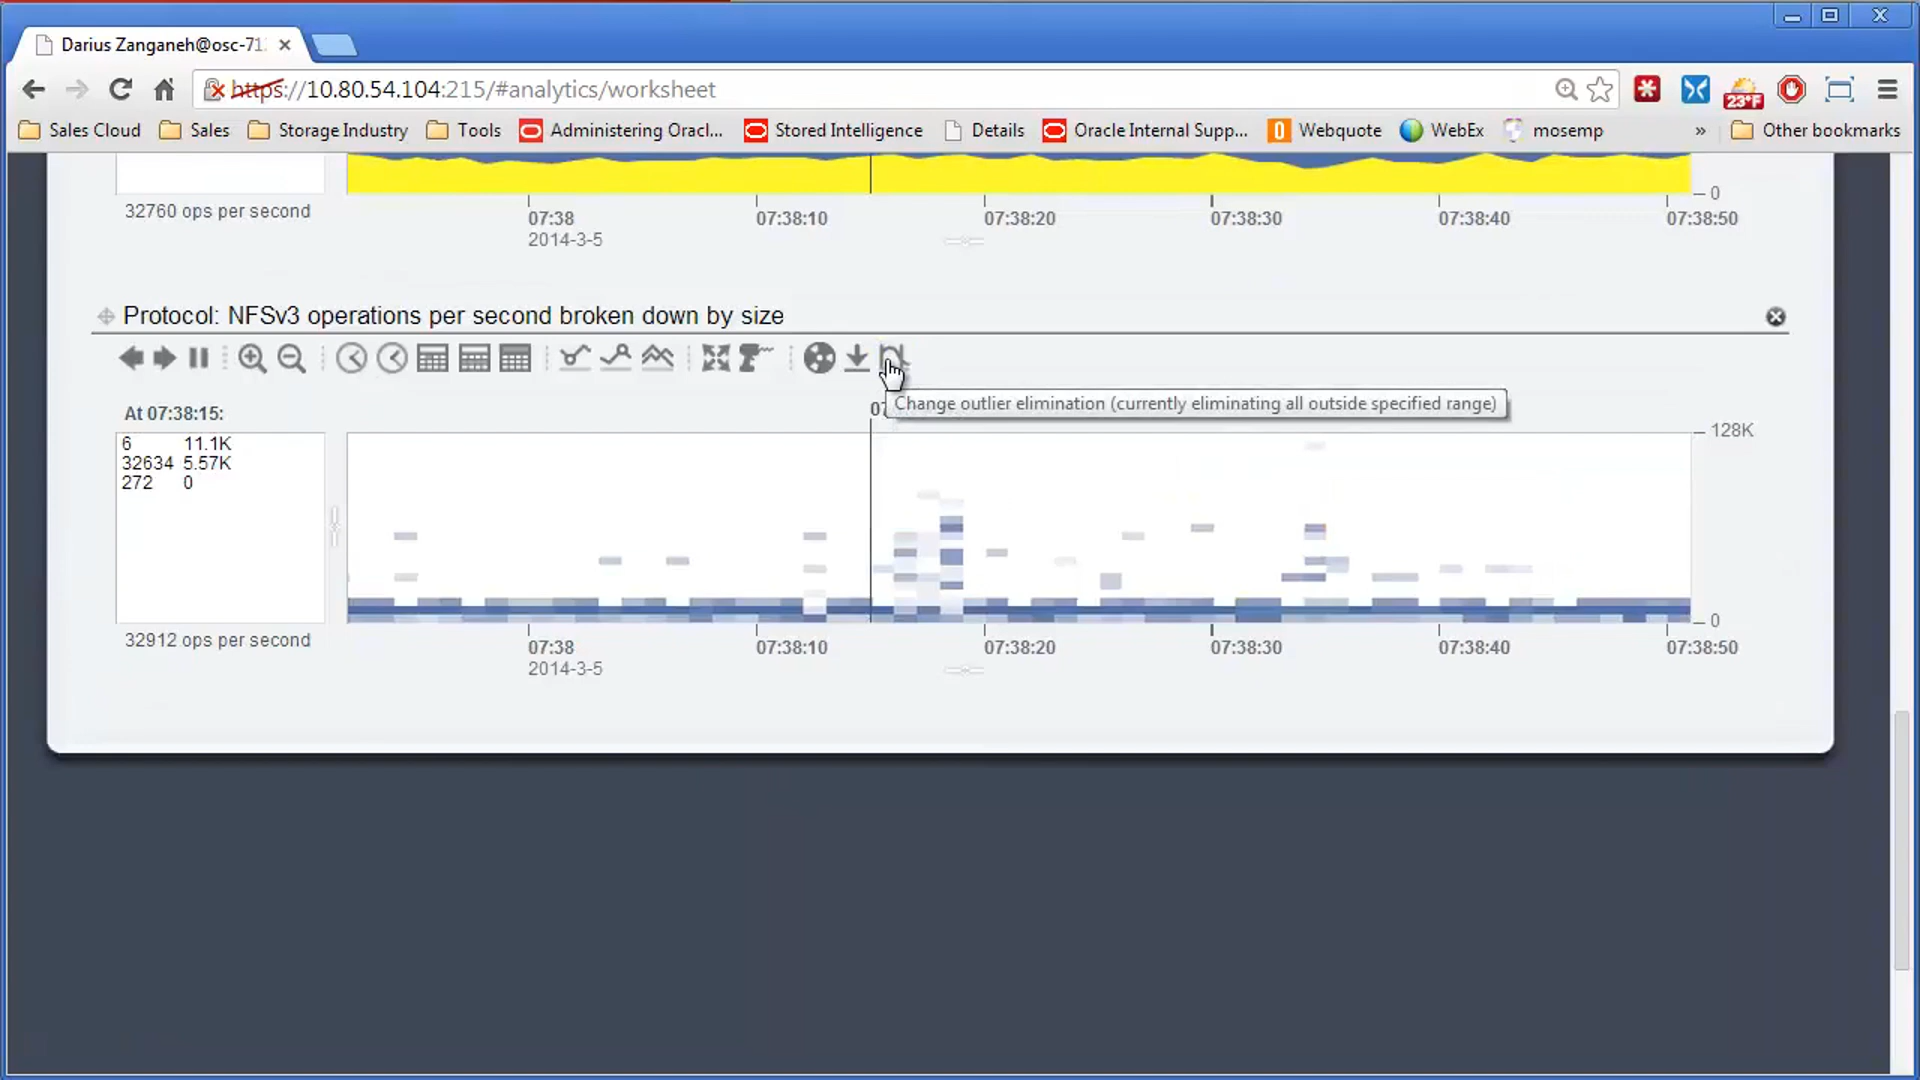 Darius Zanganeh@osc-71
https://10.80.54.104:215/#analytics/worksheet
23°F
Sales Cloud Sales Storage Industry Tools Administering Oracl... Stored Intelligence Details Oracle Internal Supp... Webquote WebEx mosemp » Other bookmarks
0
32760 ops per second
07:38 07:38:10 07:38:20 07:38:30 07:38:40 07:38:50
2014-3-5
Protocol: NFSv3 operations per second broken down by size
Change outlier elimination (currently eliminating all outside specified range)
At 07:38:15:
128K
6 11.1K
32634 5.57K
272 0
0
32912 ops per second
07:38 07:38:10 07:38:20 07:38:30 07:38:40 07:38:50
2014-3-5